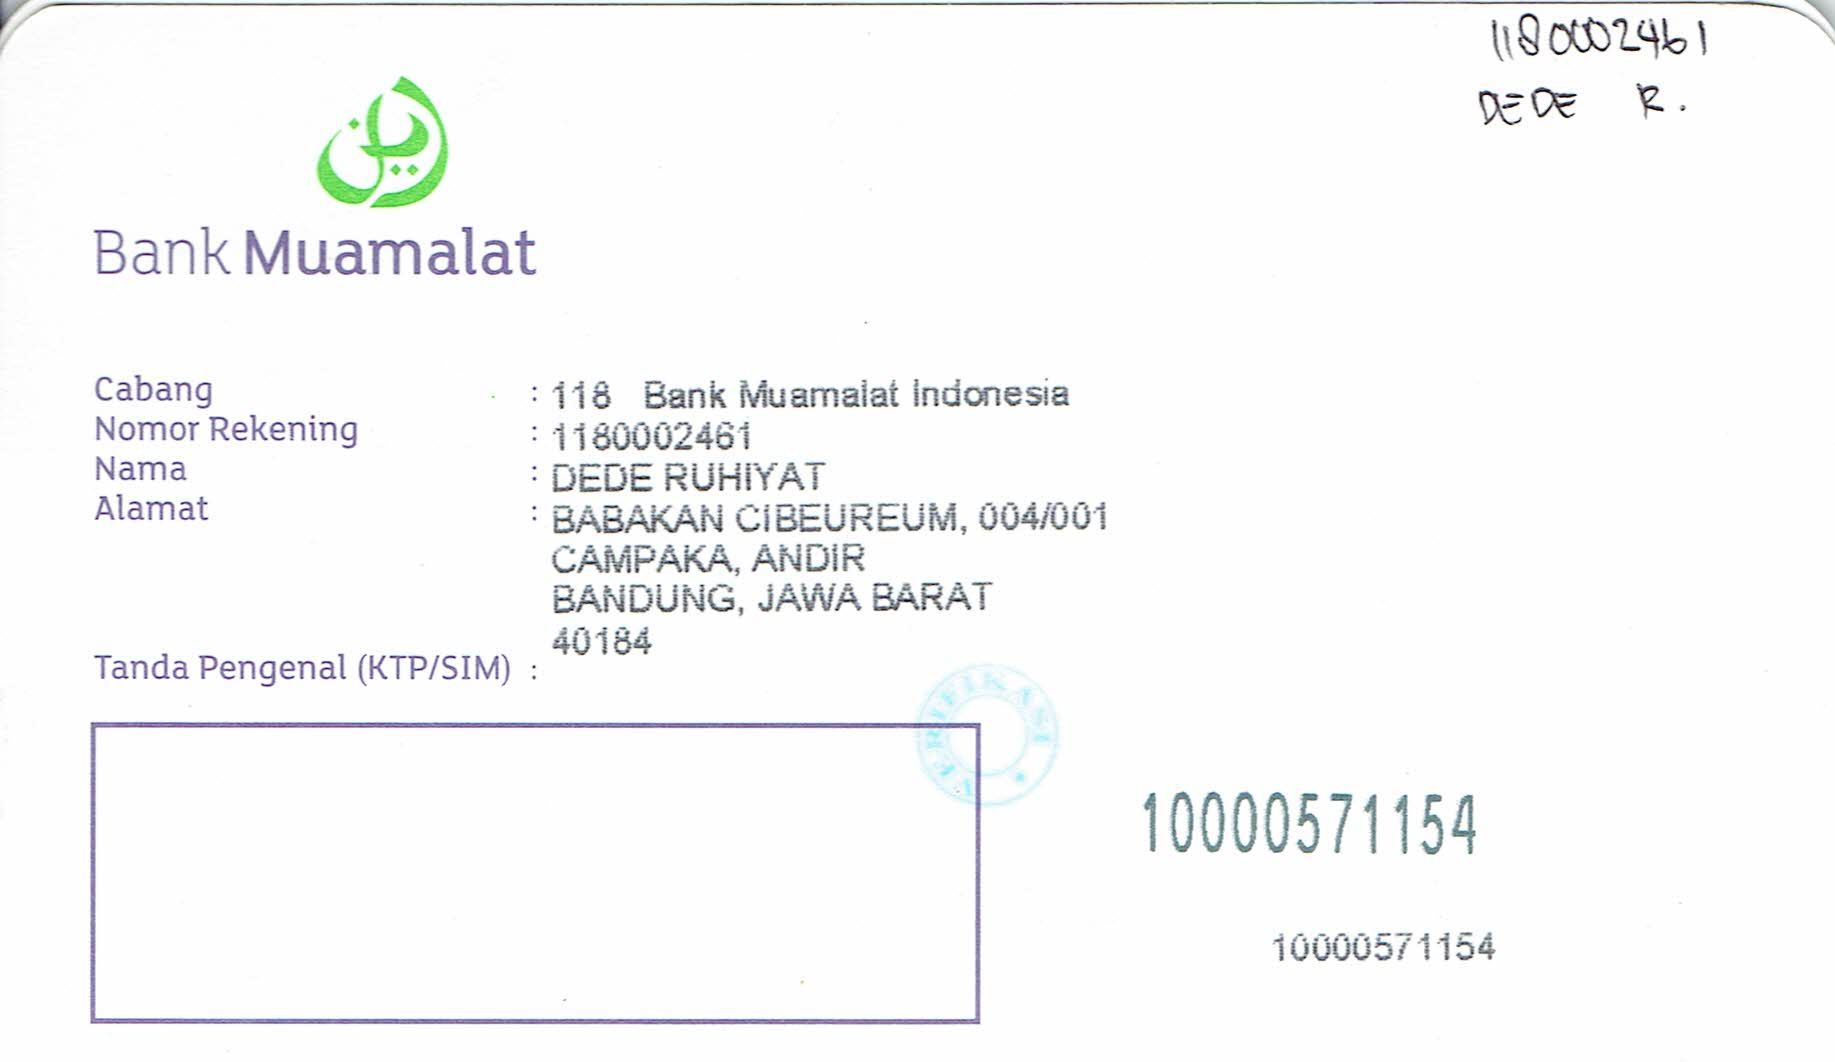 1180002461
DEDE R.
Bank Muamalat
Cabang : 118 Bank Muamalat Indonesia
Nomor Rekening : 1180002461
Nama : DEDE RUHIYAT
Alamat : BABAKAN CIBEUREUM, 004/001
CAMPAKA, ANDIR
BANDUNG, JAWA BARAT
40184
Tanda Pengenal (KTP/SIM) :
VERIFIKASI
10000571154
10000571154